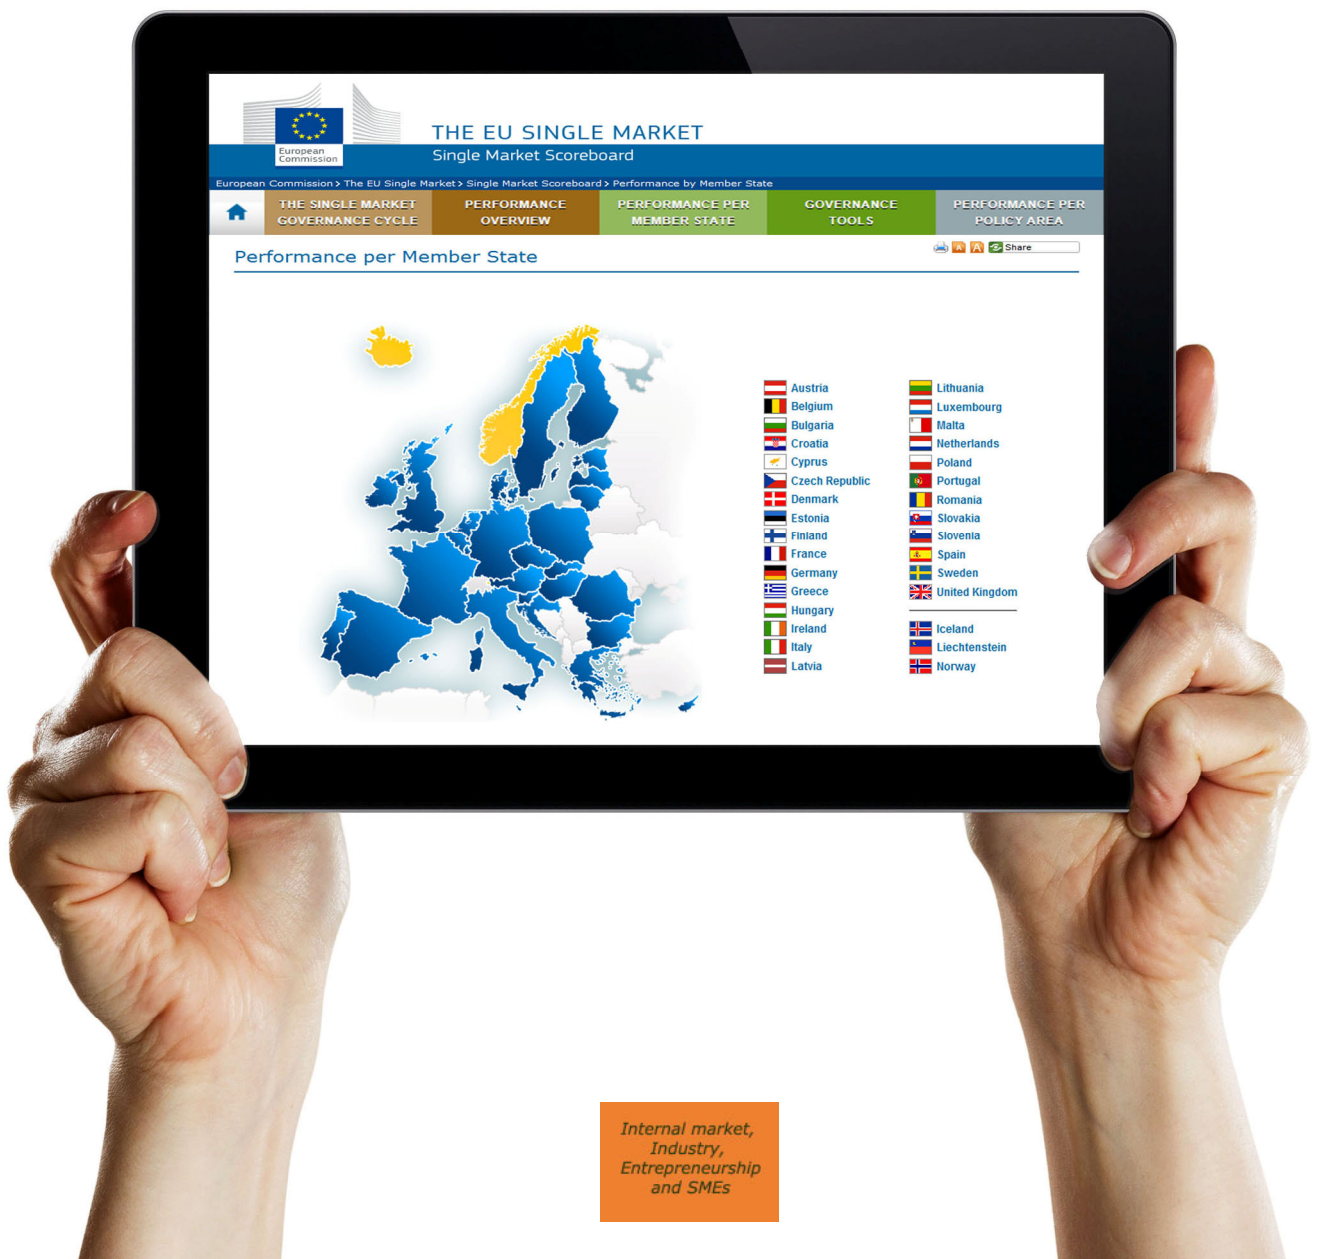 THE EU SINGLE MARKET
European
Commission
Single Market Scoreboard
European Commission > The EU Single Market > Single Market Scoreboard > Performance by Member State
THE SINGLE MARKET
GOVERNANCE CYCLE
PERFORMANCE
OVERVIEW
PERFORMANCE PER
MEMBER STATE
GOVERNANCE
TOOLS
PERFORMANCE PER
POLICY AREA
A
A
Share
Performance per Member State
Austria
Belgium
Bulgaria
Croatia
Cyprus
Czech Republic
Denmark
Estonia
Finland
France
Germany
Greece
Hungary
Ireland
Italy
Latvia
Lithuania
Luxembourg
Malta
Netherlands
Poland
Portugal
Romania
Slovakia
Slovenia
Spain
Sweden
United Kingdom
Iceland
Liechtenstein
Norway
Internal market,
Industry,
Entrepreneurship
and SMEs